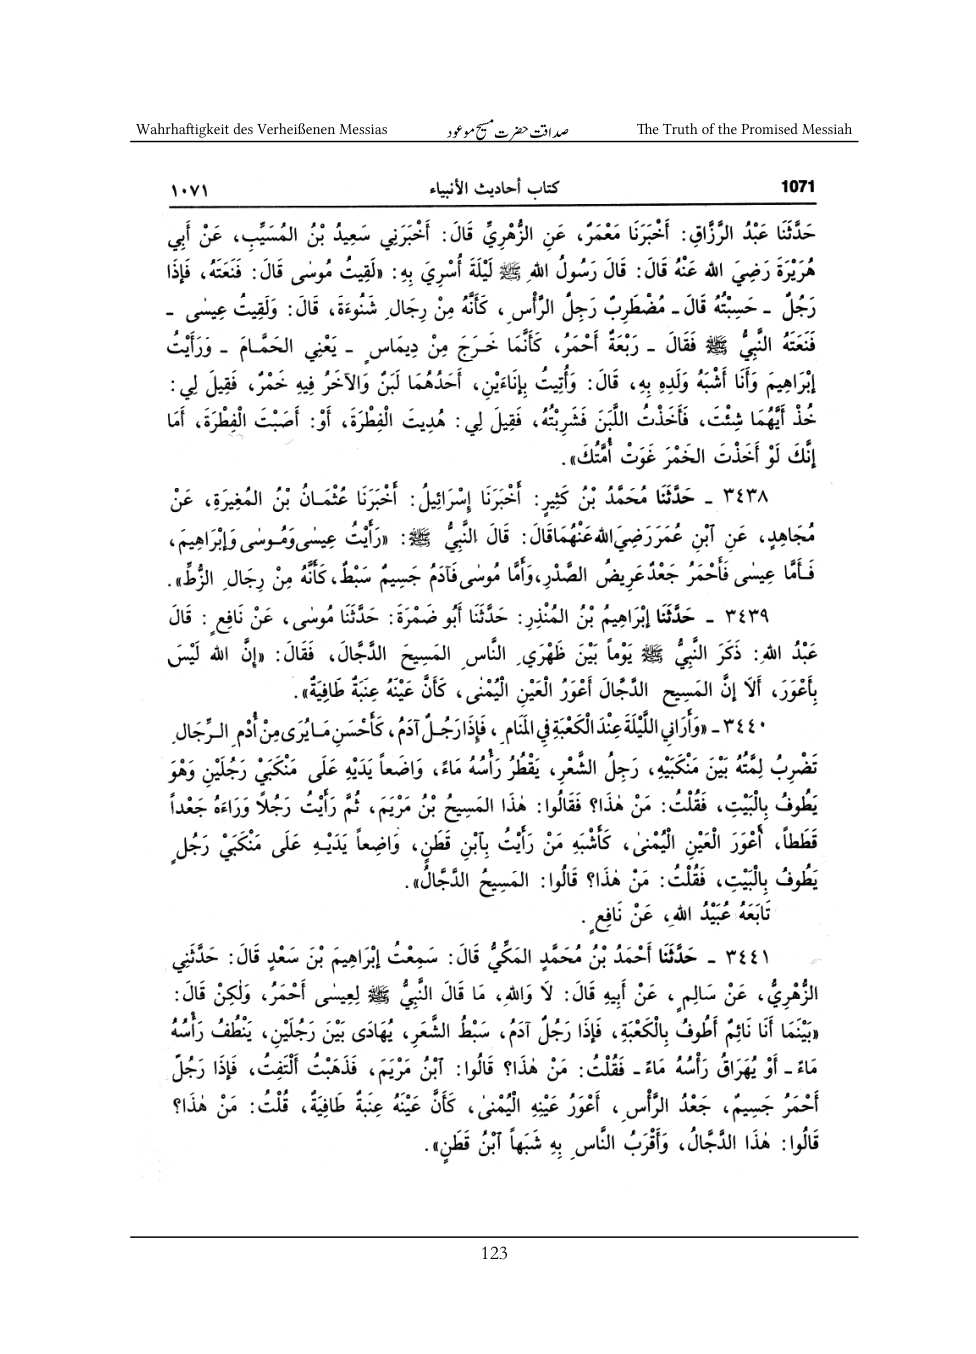 Wahrhaftigkeit des Verheißenen Messias صداقت حضرت مسیح موعود The Truth of the Promised Messiah
1071 كتاب أحاديث الأنبياء ١٠٧١
حَدَّثَنَا عَبْدُ الرَّزَّاقِ: أَخْبَرَنَا مَعْمَرٌ، عَنِ الزُّهْرِيِّ قَالَ: أَخْبَرَنِي سَعِيدُ بْنُ المُسَيِّبِ، عَنْ أَبِي
هُرَيْرَةَ رَضِيَ اللهُ عَنْهُ قَالَ: قَالَ رَسُولُ اللهِ ﷺ لَيْلَةَ أُسْرِيَ بِهِ: «لَقِيتُ مُوسٰى قَالَ: فَنَعَتَهُ، فَإِذَا
رَجُلٌ ـ حَسِبْتُهُ قَالَ ـ مُضْطَرِبٌ رَجِلُ الرَّأْسِ، كَأَنَّهُ مِنْ رِجَالِ شَنُوءَةَ، قَالَ: وَلَقِيتُ عِيسٰى ـ
فَنَعَتَهُ النَّبِيُّ ﷺ فَقَالَ ـ رَبْعَةٌ أَحْمَرُ، كَأَنَّمَا خَرَجَ مِنْ دِيمَاسٍ ـ يَعْنِي الحَمَّامَ ـ وَرَأَيْتُ
إِبْرَاهِيمَ وَأَنَا أَشْبَهُ وَلَدِهِ بِهِ، قَالَ: وَأُتِيتُ بِإِنَاءَيْنِ، أَحَدُهُمَا لَبَنٌ وَالآخَرُ فِيهِ خَمْرٌ، فَقِيلَ لِي:
خُذْ أَيَّهُمَا شِئْتَ، فَأَخَذْتُ اللَّبَنَ فَشَرِبْتُهُ، فَقِيلَ لِي: هُدِيتَ الْفِطْرَةَ، أَوْ: أَصَبْتَ الْفِطْرَةَ، أَمَا
إِنَّكَ لَوْ أَخَذْتَ الخَمْرَ غَوَتْ أُمَّتُكَ».
٣٤٣٨ ـ حَدَّثَنَا مُحَمَّدُ بْنُ كَثِيرٍ: أَخْبَرَنَا إِسْرَائِيلُ: أَخْبَرَنَا عُثْمَانُ بْنُ المُغِيرَةِ، عَنْ
مُجَاهِدٍ، عَنِ ٱبْنِ عُمَرَ رَضِيَ اللهُ عَنْهُمَا قَالَ: قَالَ النَّبِيُّ ﷺ: «رَأَيْتُ عِيسٰى وَمُوسٰى وَإِبْرَاهِيمَ،
فَأَمَّا عِيسٰى فَأَحْمَرُ جَعْدٌ عَرِيضُ الصَّدْرِ، وَأَمَّا مُوسٰى فَآدَمُ جَسِيمٌ سَبْطٌ، كَأَنَّهُ مِنْ رِجَالِ الزُّطِّ».
٣٤٣٩ ـ حَدَّثَنَا إِبْرَاهِيمُ بْنُ المُنْذِرِ: حَدَّثَنَا أَبُو ضَمْرَةَ: حَدَّثَنَا مُوسٰى، عَنْ نَافِعٍ: قَالَ
عَبْدُ اللهِ: ذَكَرَ النَّبِيُّ ﷺ يَوْماً بَيْنَ ظَهْرَيِ النَّاسِ المَسِيحَ الدَّجَّالَ، فَقَالَ: «إِنَّ اللهَ لَيْسَ
بِأَعْوَرَ، أَلَا إِنَّ المَسِيحَ الدَّجَّالَ أَعْوَرُ الْعَيْنِ الْيُمْنٰى، كَأَنَّ عَيْنَهُ عِنَبَةٌ طَافِيَةٌ».
٣٤٤٠ ـ «وَأَرَانِي اللَّيْلَةَ عِنْدَ الْكَعْبَةِ فِي المَنَامِ، فَإِذَا رَجُلٌ آدَمُ، كَأَحْسَنِ مَا يُرَى مِنْ أُدْمِ الرِّجَالِ
تَضْرِبُ لِمَّتُهُ بَيْنَ مَنْكِبَيْهِ، رَجِلُ الشَّعْرِ، يَقْطُرُ رَأْسُهُ مَاءً، وَاضِعاً يَدَيْهِ عَلَى مَنْكِبَيْ رَجُلَيْنِ وَهْوَ
يَطُوفُ بِالْبَيْتِ، فَقُلْتُ: مَنْ هٰذَا؟ فَقَالُوا: هٰذَا المَسِيحُ بْنُ مَرْيَمَ، ثُمَّ رَأَيْتُ رَجُلاً وَرَاءَهُ جَعْداً
قَطَطاً، أَعْوَرَ الْعَيْنِ الْيُمْنٰى، كَأَشْبَهِ مَنْ رَأَيْتُ بِٱبْنِ قَطَنٍ، وَاضِعاً يَدَيْهِ عَلَى مَنْكِبَيْ رَجُلٍ
يَطُوفُ بِالْبَيْتِ، فَقُلْتُ: مَنْ هٰذَا؟ قَالُوا: المَسِيحُ الدَّجَّالُ».
تَابَعَهُ عُبَيْدُ اللهِ، عَنْ نَافِعٍ.
٣٤٤١ ـ حَدَّثَنَا أَحْمَدُ بْنُ مُحَمَّدٍ المَكِّيُّ قَالَ: سَمِعْتُ إِبْرَاهِيمَ بْنَ سَعْدٍ قَالَ: حَدَّثَنِي
الزُّهْرِيُّ، عَنْ سَالِمٍ، عَنْ أَبِيهِ قَالَ: لَا وَاللهِ، مَا قَالَ النَّبِيُّ ﷺ لِعِيسٰى أَحْمَرُ، وَلٰكِنْ قَالَ:
«بَيْنَمَا أَنَا نَائِمٌ أَطُوفُ بِالْكَعْبَةِ، فَإِذَا رَجُلٌ آدَمُ، سَبْطُ الشَّعَرِ، يُهَادَى بَيْنَ رَجُلَيْنِ، يَنْطُفُ رَأْسُهُ
مَاءً ـ أَوْ يُهَرَاقُ رَأْسُهُ مَاءً ـ فَقُلْتُ: مَنْ هٰذَا؟ قَالُوا: ٱبْنُ مَرْيَمَ، فَذَهَبْتُ أَلْتَفِتُ، فَإِذَا رَجُلٌ
أَحْمَرُ جَسِيمٌ، جَعْدُ الرَّأْسِ، أَعْوَرُ عَيْنِهِ الْيُمْنٰى، كَأَنَّ عَيْنَهُ عِنَبَةٌ طَافِيَةٌ، قُلْتُ: مَنْ هٰذَا؟
قَالُوا: هٰذَا الدَّجَّالُ، وَأَقْرَبُ النَّاسِ بِهِ شَبَهاً ٱبْنُ قَطَنٍ».
123